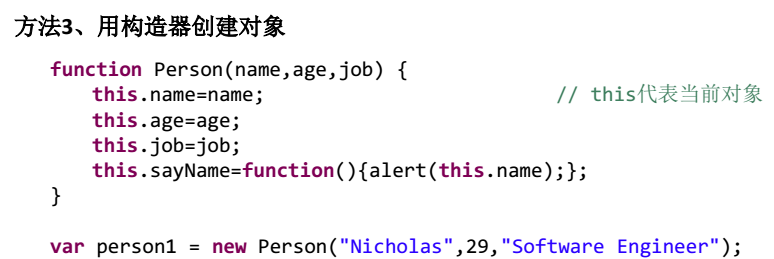 方法3、用构造器创建对象
function Person(name,age,job) {
this.name=name; // this代表当前对象
this.age=age;
this.job=job;
this.sayName=function(){alert(this.name);};
}
var person1 = new Person("Nicholas",29,"Software Engineer");